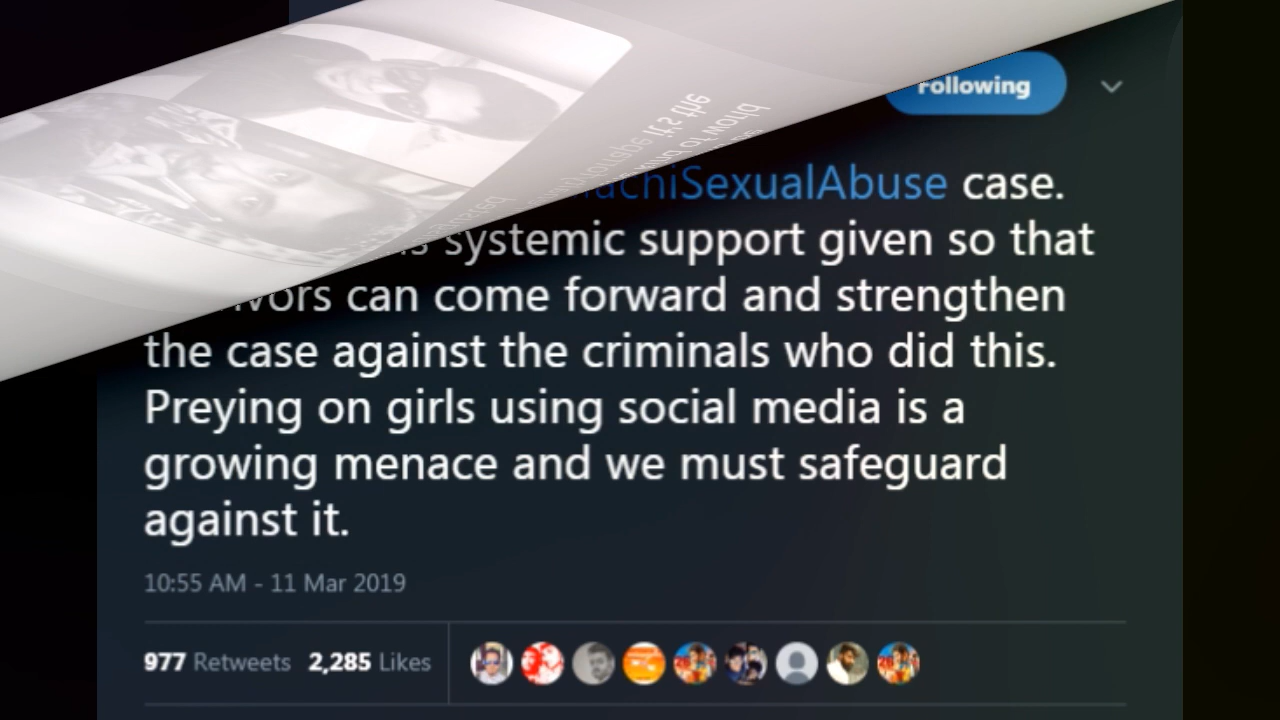 Following
SexualAbuse case.
systemic support given so that
can come forward and strengthen
the case against the criminals who did this.
Preying on girls using social media is a
growing menace and we must safeguard
against it.
10:55 AM - 11 Mar 2019
977 Retweets 2,285 Likes